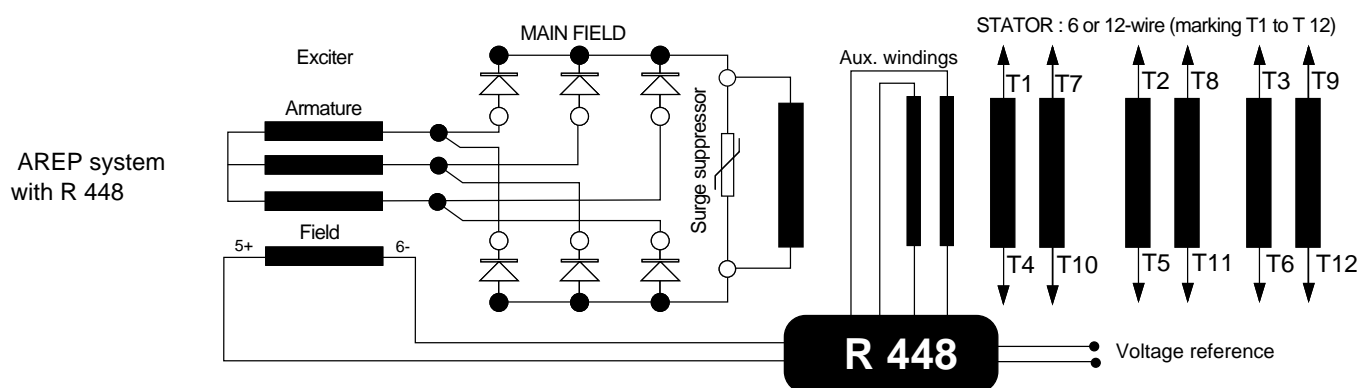 STATOR : 6 or 12-wire (marking T1 to T 12)
MAIN FIELD
Exciter
Aux. windings
T1
T7
T2
T8
T3
T9
Armature
Surge suppressor
AREP system
with R 448
Field
5+
6-
T4
T10
T5
T11
T6
T12
R 448
Voltage reference